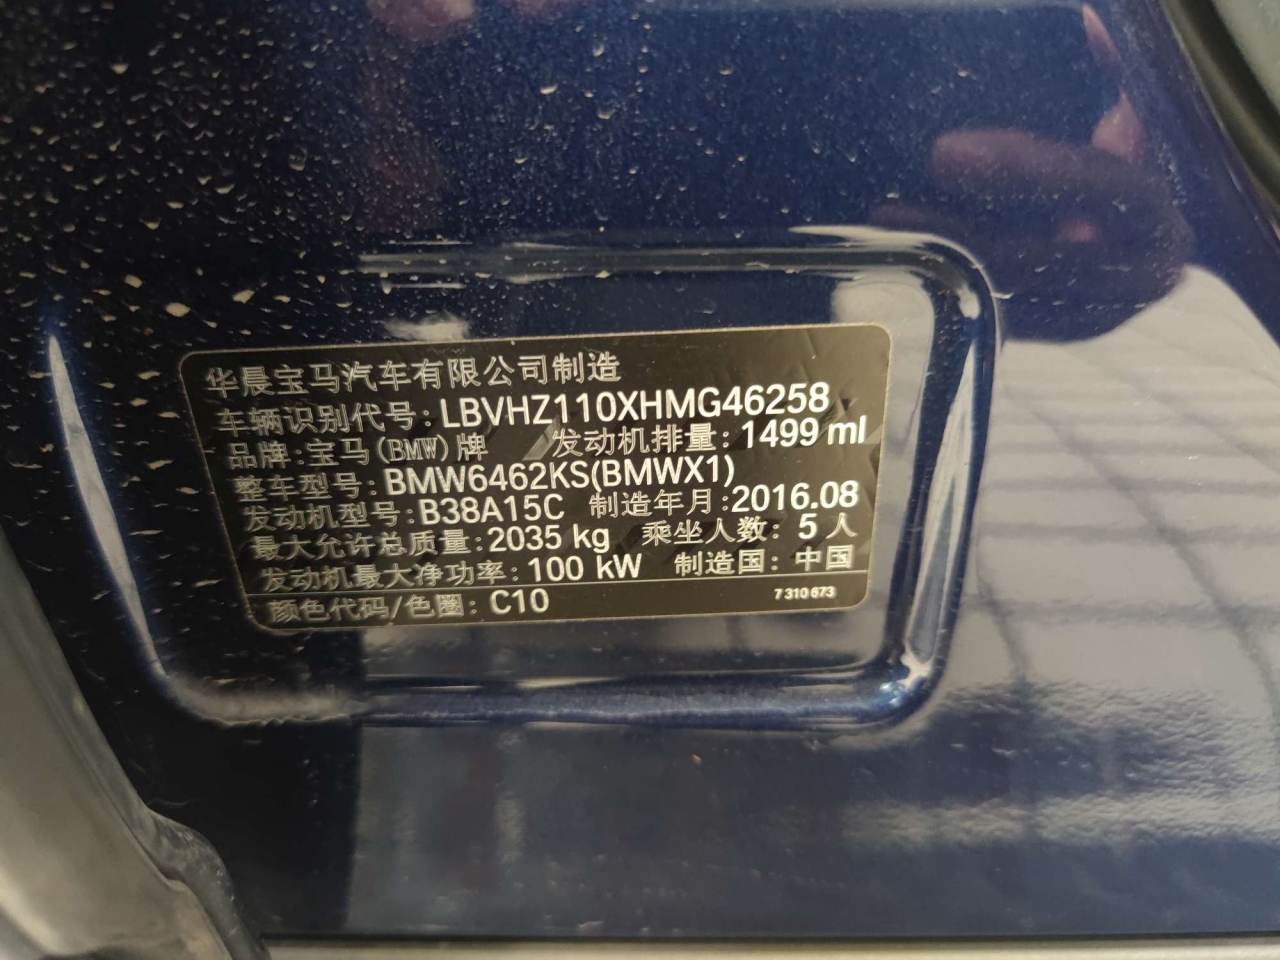 华晨宝马汽车有限公司制造
车辆识别代号: LBVHZ110XHMG46258
品牌: 宝马(BMW)牌 发动机排量: 1499 ml
整车型号: BMW6462KS(BMWX1)
发动机型号: B38A15C 制造年月: 2016.08
最大允许总质量: 2035 kg 乘坐人数: 5 人
发动机最大净功率: 100 kW 制造国: 中国
颜色代码/色圈: C10 7310673